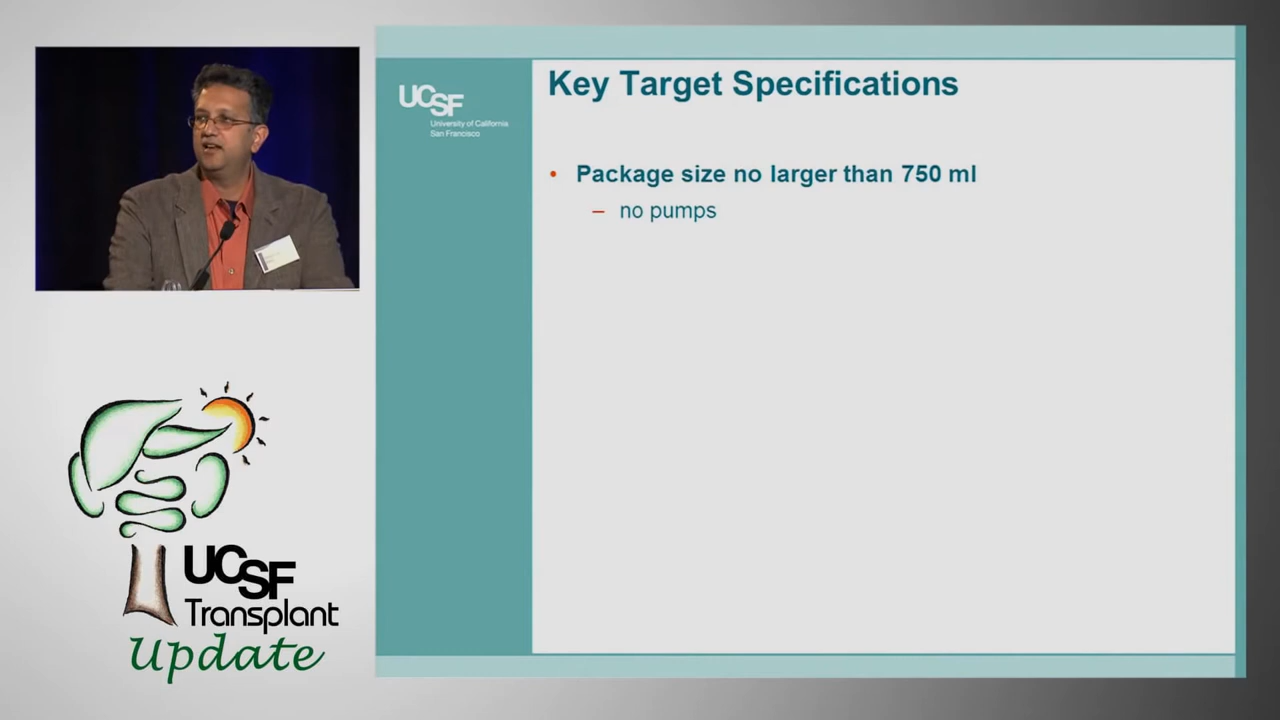 UCSF
University of California
San Francisco
Key Target Specifications
• Package size no larger than 750 ml
– no pumps
UCSF
Transplant
Update